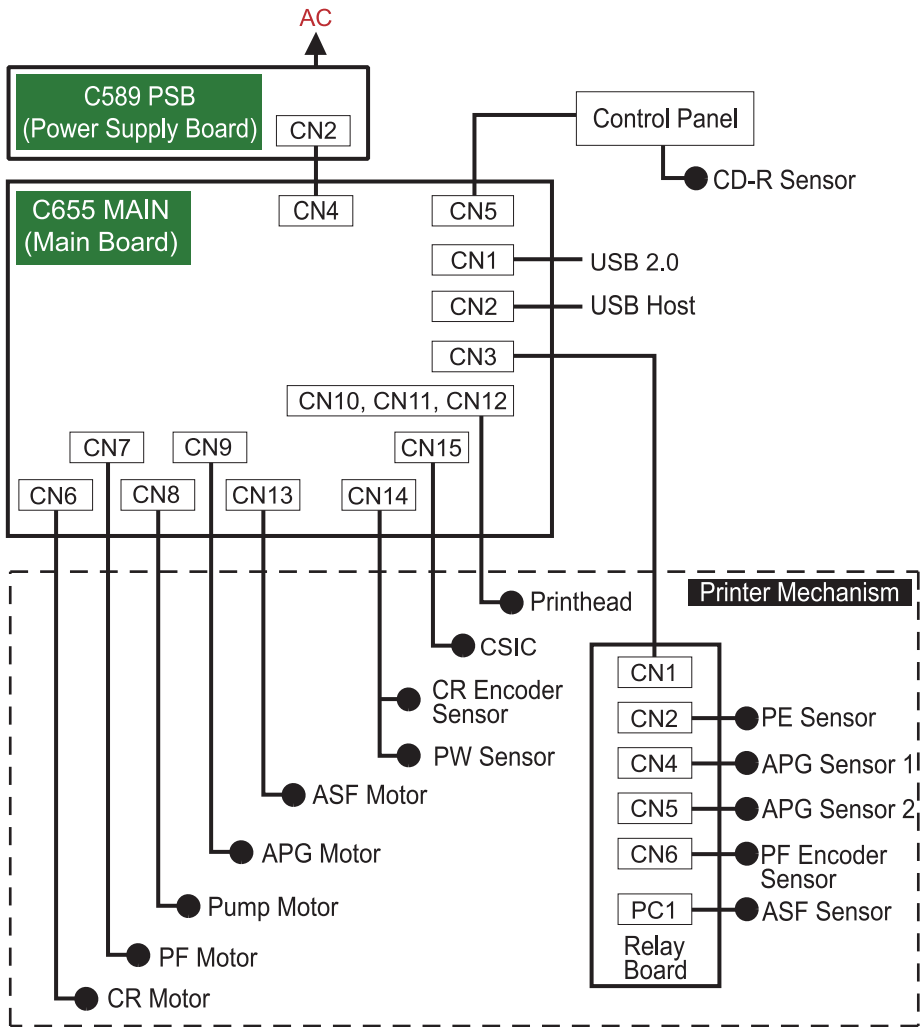 AC
C589 PSB
(Power Supply Board)
CN2
Control Panel
CD-R Sensor
C655 MAIN
(Main Board)
CN4
CN5
CN1
USB 2.0
CN2
USB Host
CN3
CN10, CN11, CN12
CN7
CN9
CN15
CN6
CN8
CN13
CN14
Printer Mechanism
Printhead
CSIC
CR Encoder
Sensor
PW Sensor
ASF Motor
APG Motor
Pump Motor
PF Motor
CR Motor
CN1
CN2
PE Sensor
CN4
APG Sensor 1
CN5
APG Sensor 2
CN6
PF Encoder
Sensor
PC1
ASF Sensor
Relay
Board